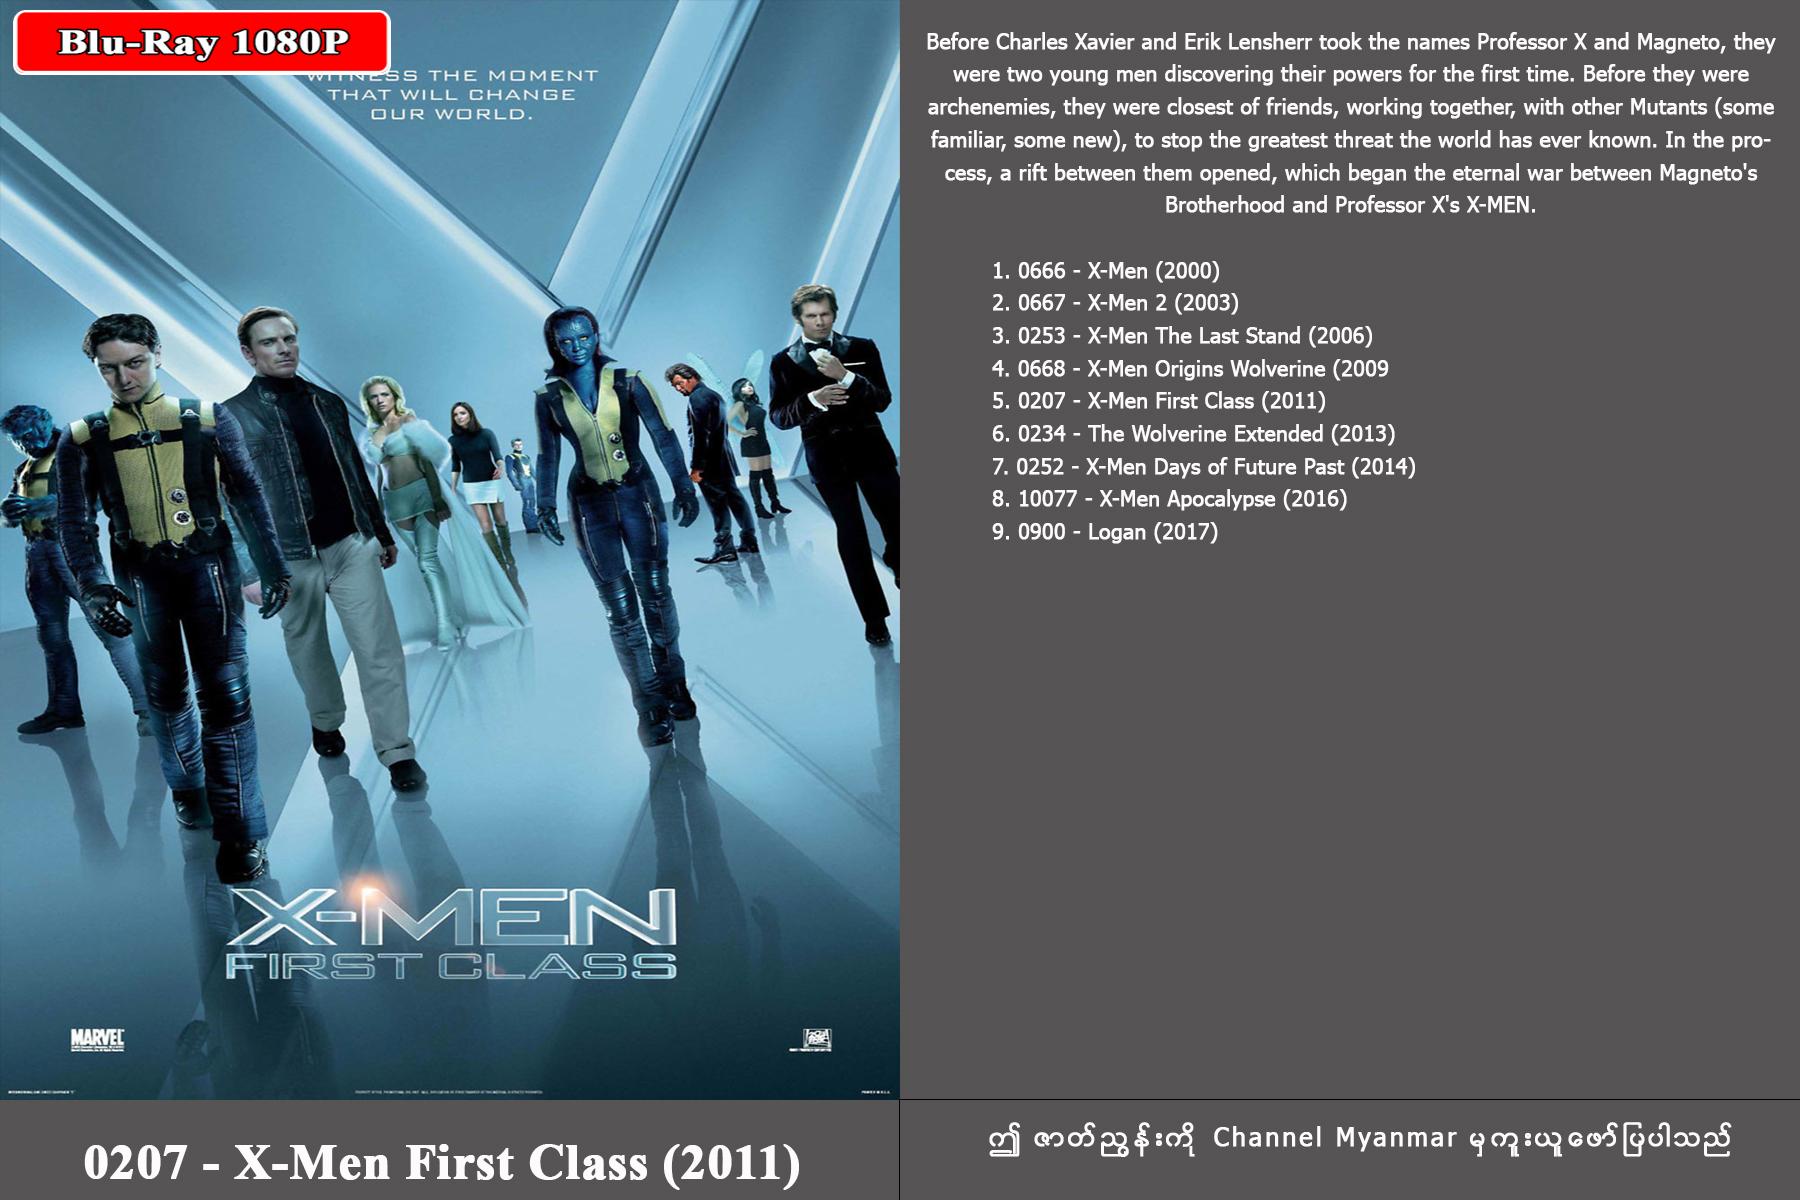 Blu-Ray 1080P
WITNESS THE MOMENT
THAT WILL CHANGE
OUR WORLD.
X-MEN
FIRST CLASS
MARVEL
0207 - X-Men First Class (2011)
Before Charles Xavier and Erik Lensherr took the names Professor X and Magneto, they
were two young men discovering their powers for the first time. Before they were
archenemies, they were closest of friends, working together, with other Mutants (some
familiar, some new), to stop the greatest threat the world has ever known. In the pro-
cess, a rift between them opened, which began the eternal war between Magneto's
Brotherhood and Professor X's X-MEN.
1. 0666 - X-Men (2000)
2. 0667 - X-Men 2 (2003)
3. 0253 - X-Men The Last Stand (2006)
4. 0668 - X-Men Origins Wolverine (2009
5. 0207 - X-Men First Class (2011)
6. 0234 - The Wolverine Extended (2013)
7. 0252 - X-Men Days of Future Past (2014)
8. 10077 - X-Men Apocalypse (2016)
9. 0900 - Logan (2017)
ဤ ဇာတ်ညွှန်းကို Channel Myanmar မှကူးယူဖော်ပြပါသည်